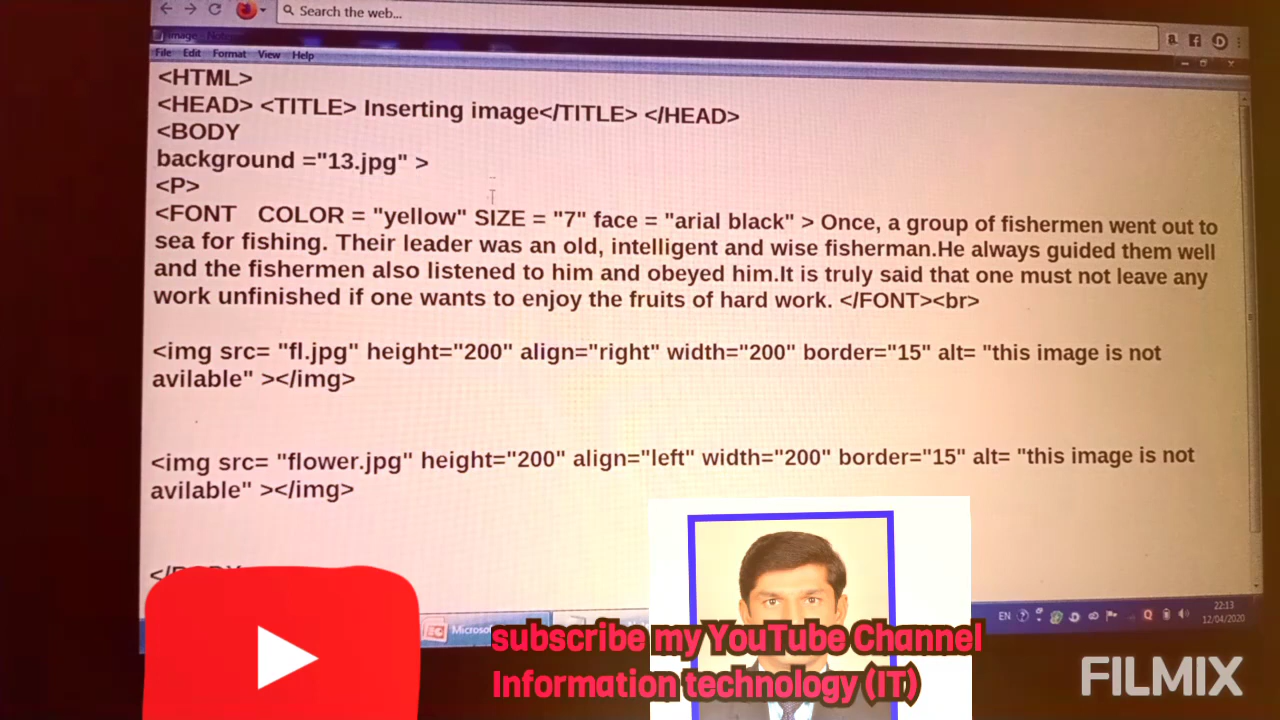 Search the web...
image - Notepad
File Edit Format View Help
<HTML>
<HEAD> <TITLE> Inserting image</TITLE> </HEAD>
<BODY
background ="13.jpg" >
<P>
<FONT COLOR = "yellow" SIZE = "7" face = "arial black" > Once, a group of fishermen went out to
sea for fishing. Their leader was an old, intelligent and wise fisherman.He always guided them well
and the fishermen also listened to him and obeyed him.It is truly said that one must not leave any
work unfinished if one wants to enjoy the fruits of hard work. </FONT><br>
<img src= "fl.jpg" height="200" align="right" width="200" border="15" alt= "this image is not
avilable" ></img>
<img src= "flower.jpg" height="200" align="left" width="200" border="15" alt= "this image is not
avilable" ></img>
EN
22:13
12/04/2020
subscribe my YouTube Channel
Information technology (IT)
FILMIX